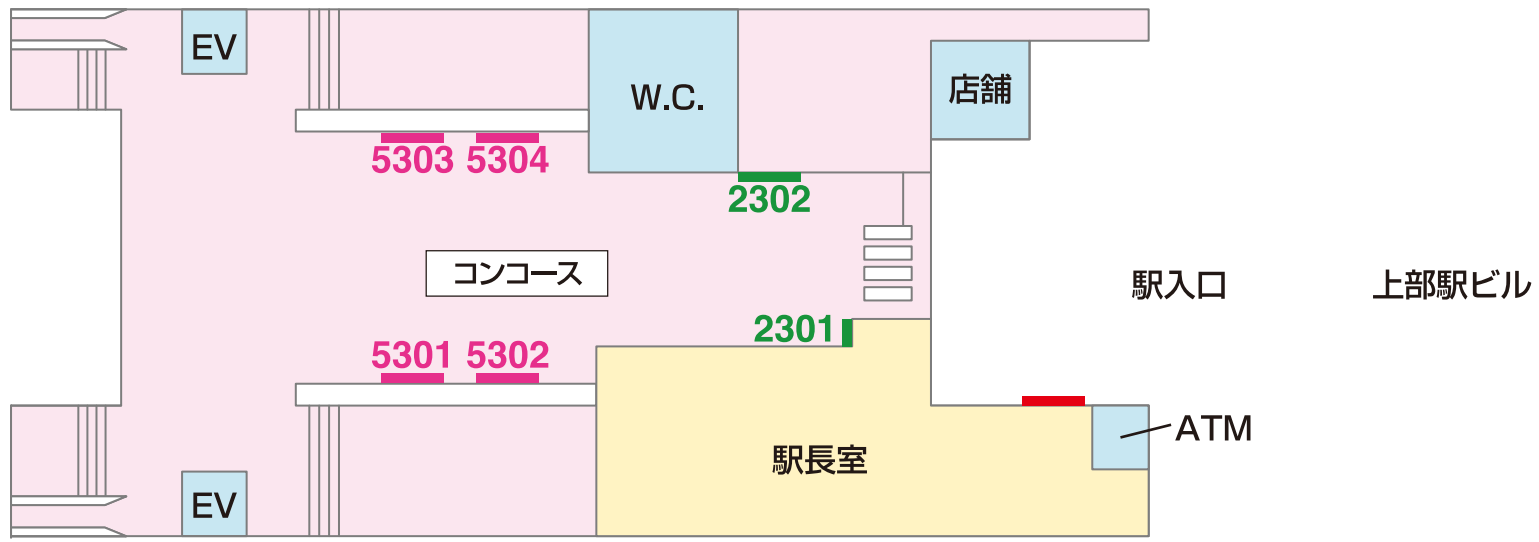 EV
W.C.
店舗
5303 5304
2302
コンコース
駅入口
上部駅ビル
2301
5301 5302
ATM
駅長室
EV